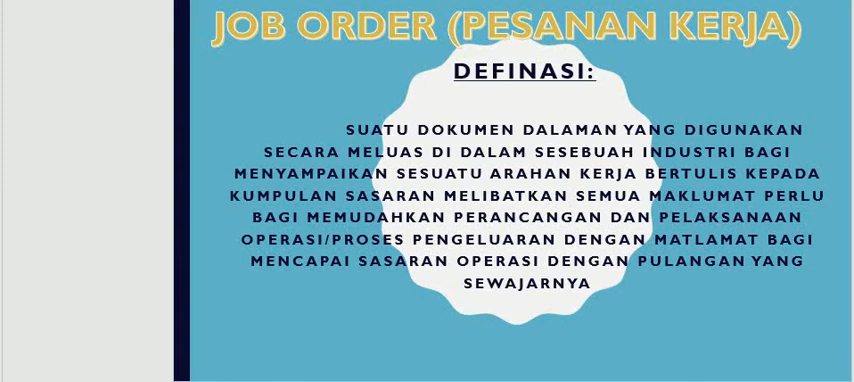 JOB ORDER (PESANAN KERJA)
DEFINASI:
SUATU DOKUMEN DALAMAN YANG DIGUNAKAN
SECARA MELUAS DI DALAM SESEBUAH INDUSTRI BAGI
MENYAMPAIKAN SESUATU ARAHAN KERJA BERTULIS KEPADA
KUMPULAN SASARAN MELIBATKAN SEMUA MAKLUMAT PERLU
BAGI MEMUDAHKAN PERANCANGAN DAN PELAKSANAAN
OPERASI/PROSES PENGELUARAN DENGAN MATLAMAT BAGI
MENCAPAI SASARAN OPERASI DENGAN PULANGAN YANG
SEWAJARNYA